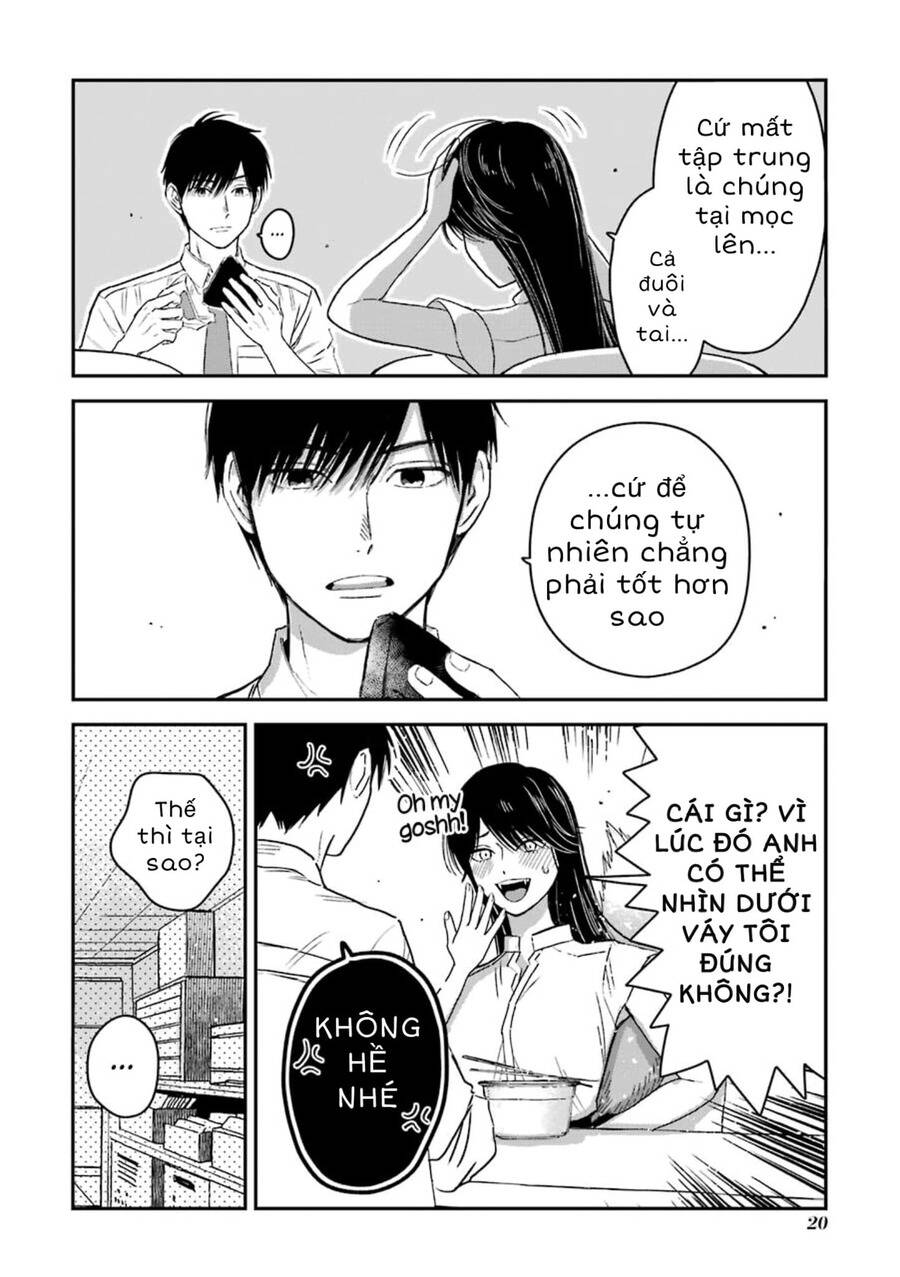 Cứ mất
tập trung
là chúng
tại mọc
lên...
Cả
đuôi
và
tai...
...
...cứ để
chúng tự
nhiên chẳng
phải tốt hơn
sao
CÁI GÌ? VÌ
LÚC ĐÓ ANH
CÓ THỂ
NHÌN DƯỚI
VÁY TÔI
ĐÚNG
KHÔNG?!
Oh my
goshh!
KHÔNG
HỀ
NHÉ
Thế
thì tại
sao?
...
20